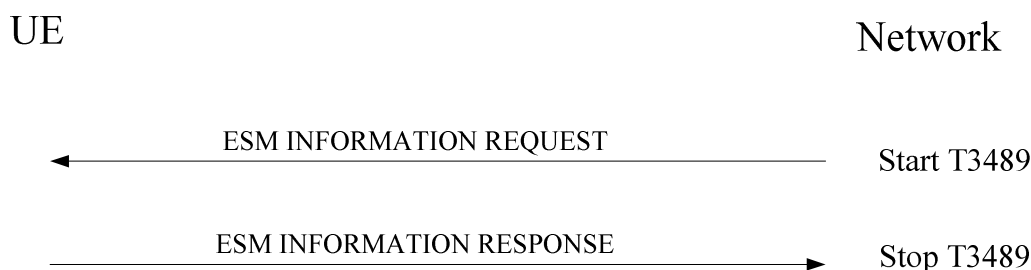 UE
Network
ESM INFORMATION REQUEST
Start T3489
ESM INFORMATION RESPONSE
Stop T3489